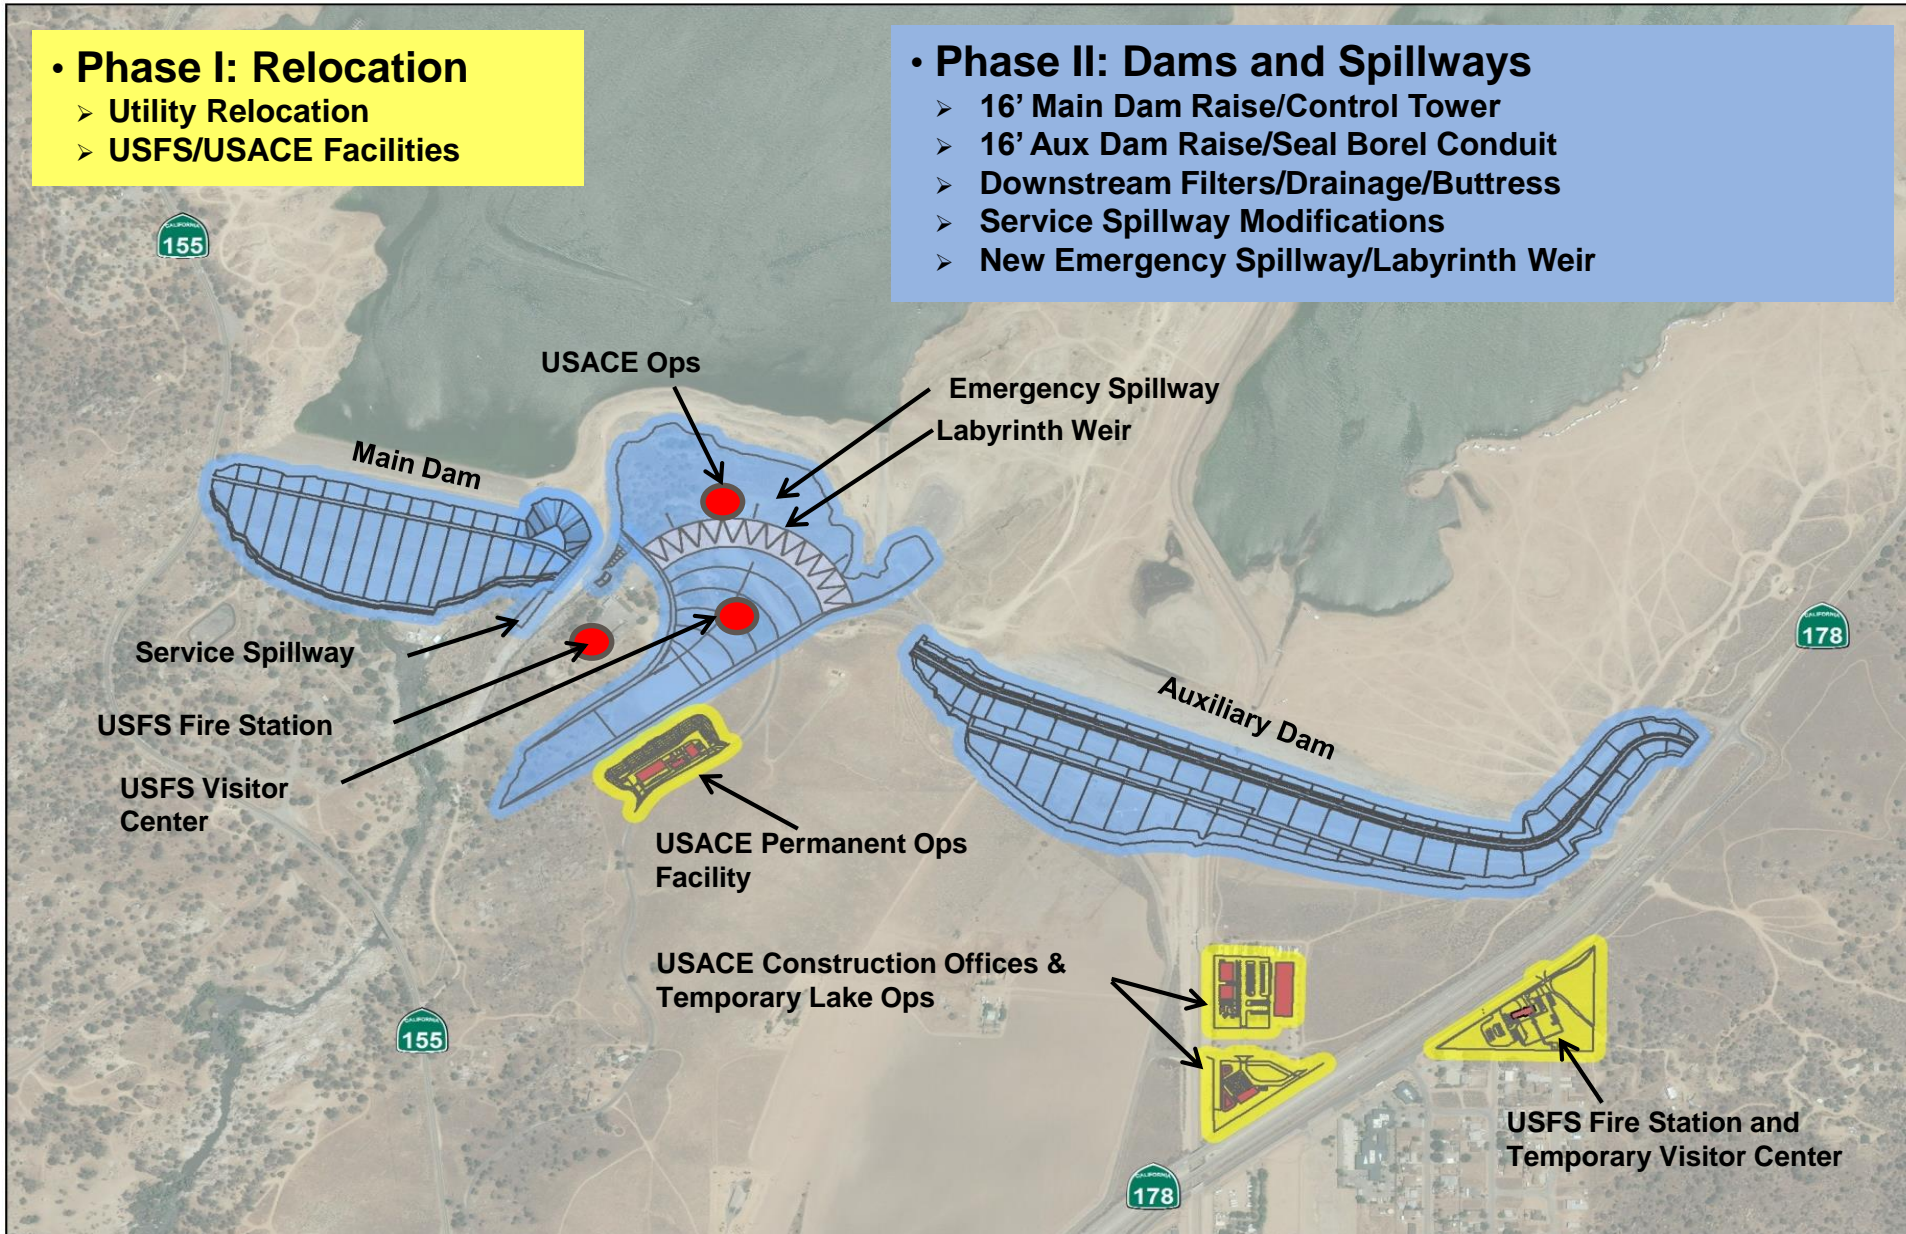 • Phase I: Relocation
➢ Utility Relocation
➢ USFS/USACE Facilities
• Phase II: Dams and Spillways
➢ 16’ Main Dam Raise/Control Tower
➢ 16’ Aux Dam Raise/Seal Borel Conduit
➢ Downstream Filters/Drainage/Buttress
➢ Service Spillway Modifications
➢ New Emergency Spillway/Labyrinth Weir
CALIFORNIA
155
USACE Ops
Emergency Spillway
Labyrinth Weir
Main Dam
CALIFORNIA
178
Service Spillway
Auxiliary Dam
USFS Fire Station
USFS Visitor
Center
USACE Permanent Ops
Facility
USACE Construction Offices &
Temporary Lake Ops
CALIFORNIA
155
USFS Fire Station and
Temporary Visitor Center
CALIFORNIA
178